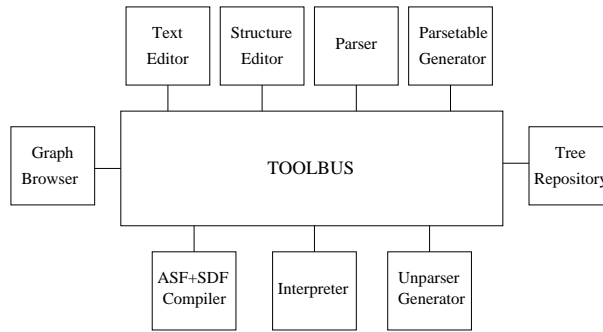 Text
Editor
Structure
Editor
Parser
Parsetable
Generator
Graph
Browser
TOOLBUS
Tree
Repository
ASF+SDF
Compiler
Interpreter
Unparser
Generator